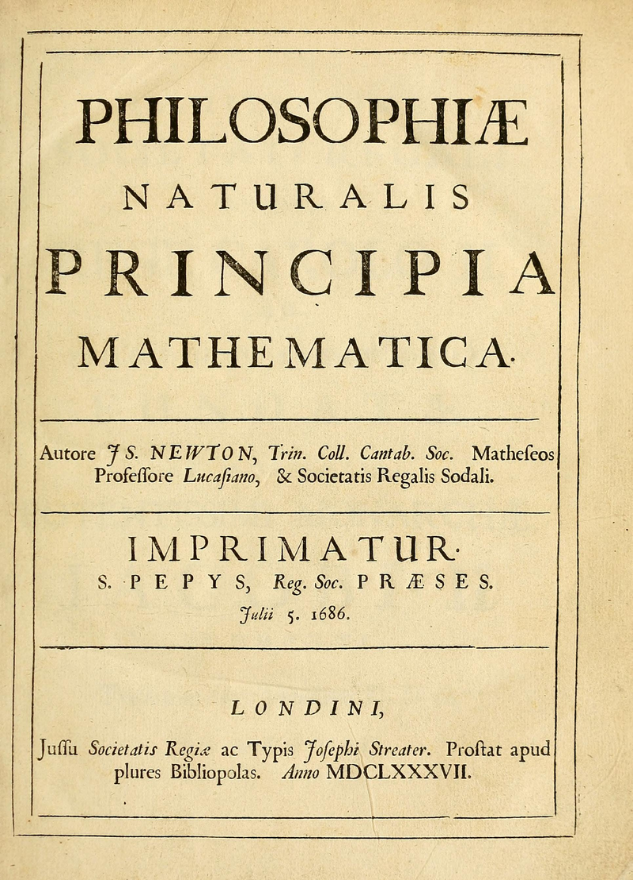 PHILOSOPHIÆ
NATURALIS
PRINCIPIA
MATHEMATICA.
Autore JS. NEWTON, Trin. Coll. Cantab. Soc. Matheſeos
Profeſſore Lucaſiano, & Societatis Regalis Sodali.
IMPRIMATUR.
S. PEPYS, Reg. Soc. PRÆSES.
Julii 5. 1686.
LONDINI,
Juſſu Societatis Regiæ ac Typis Joſephi Streater. Proſtat apud
plures Bibliopolas. Anno MDCLXXXVII.